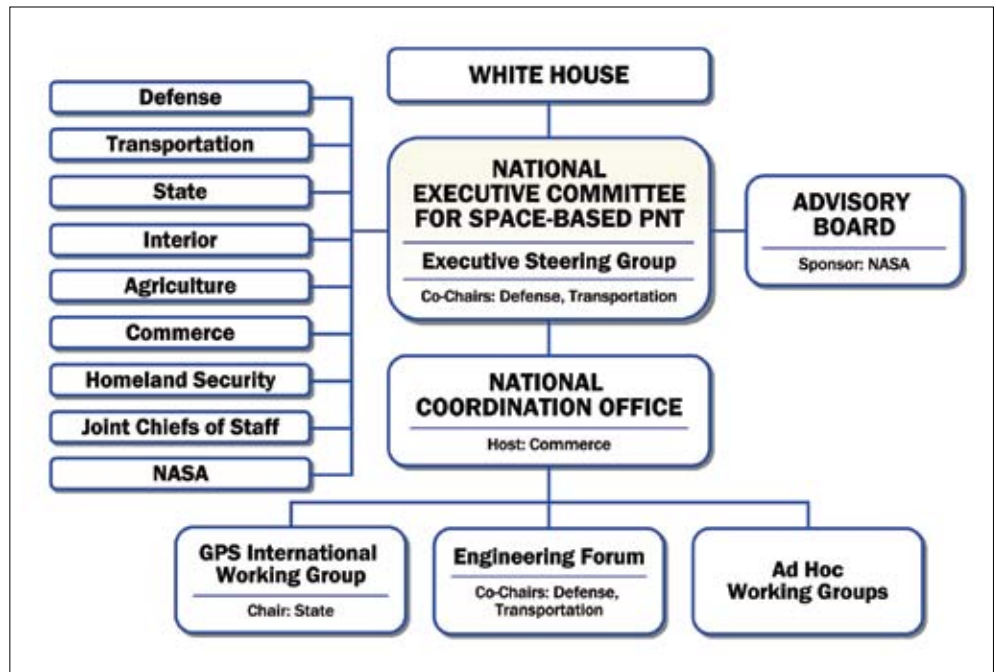 WHITE HOUSE
Defense
Transportation
State
Interior
Agriculture
Commerce
Homeland Security
Joint Chiefs of Staff
NASA
NATIONAL
EXECUTIVE COMMITTEE
FOR SPACE-BASED PNT
Executive Steering Group
Co-Chairs: Defense, Transportation
ADVISORY
BOARD
Sponsor: NASA
NATIONAL
COORDINATION OFFICE
Host: Commerce
GPS International
Working Group
Chair: State
Engineering Forum
Co-Chairs: Defense,
Transportation
Ad Hoc
Working Groups